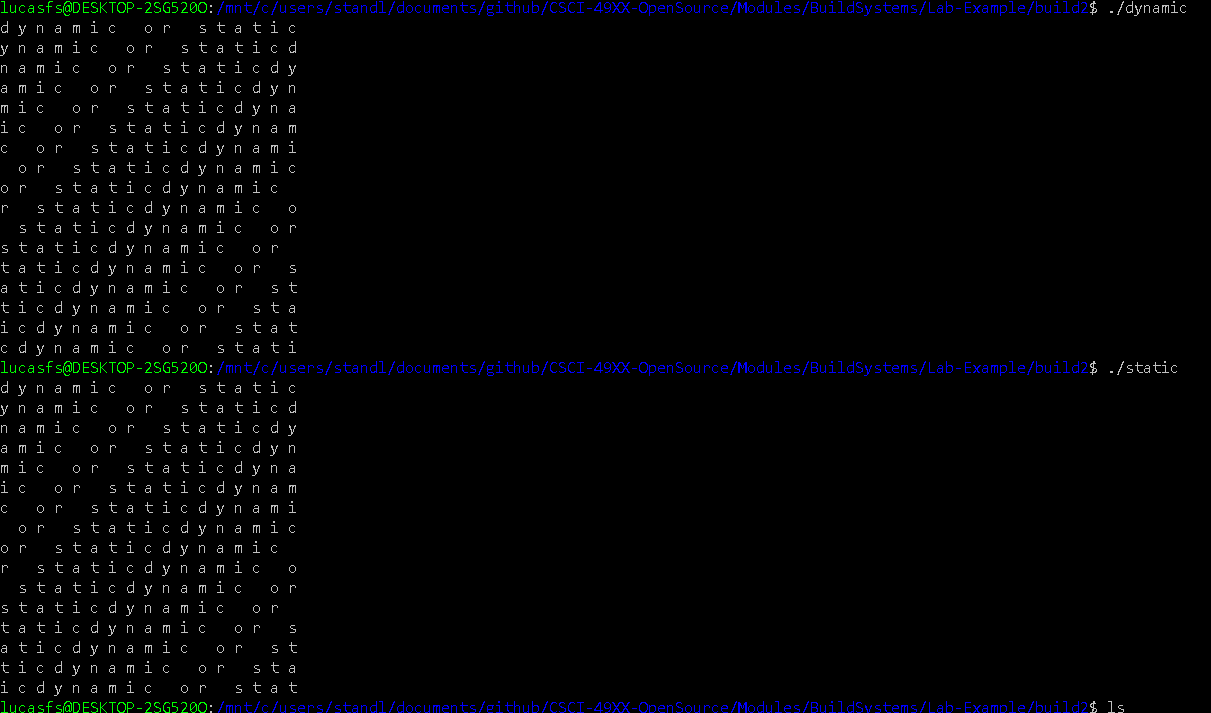 lucasfs@DESKTOP-2SG520O:/mnt/c/users/standl/documents/github/CSCI-49XX-OpenSource/Modules/BuildSystems/Lab-Example/build2$ ./dynamic
d y n a m i c   o r   s t a t i c
y n a m i c   o r   s t a t i c d
n a m i c   o r   s t a t i c d y
a m i c   o r   s t a t i c d y n
m i c   o r   s t a t i c d y n a
i c   o r   s t a t i c d y n a m
c   o r   s t a t i c d y n a m i
  o r   s t a t i c d y n a m i c
o r   s t a t i c d y n a m i c
r   s t a t i c d y n a m i c   o
  s t a t i c d y n a m i c   o r
s t a t i c d y n a m i c   o r
t a t i c d y n a m i c   o r   s
a t i c d y n a m i c   o r   s t
t i c d y n a m i c   o r   s t a
i c d y n a m i c   o r   s t a t
c d y n a m i c   o r   s t a t i
lucasfs@DESKTOP-2SG520O:/mnt/c/users/standl/documents/github/CSCI-49XX-OpenSource/Modules/BuildSystems/Lab-Example/build2$ ./static
d y n a m i c   o r   s t a t i c
y n a m i c   o r   s t a t i c d
n a m i c   o r   s t a t i c d y
a m i c   o r   s t a t i c d y n
m i c   o r   s t a t i c d y n a
i c   o r   s t a t i c d y n a m
c   o r   s t a t i c d y n a m i
  o r   s t a t i c d y n a m i c
o r   s t a t i c d y n a m i c
r   s t a t i c d y n a m i c   o
  s t a t i c d y n a m i c   o r
s t a t i c d y n a m i c   o r
t a t i c d y n a m i c   o r   s
a t i c d y n a m i c   o r   s t
t i c d y n a m i c   o r   s t a
i c d y n a m i c   o r   s t a t
lucasfs@DESKTOP-2SG520O:/mnt/c/users/standl/documents/github/CSCI-49XX-OpenSource/Modules/BuildSystems/Lab-Example/build2$ ls